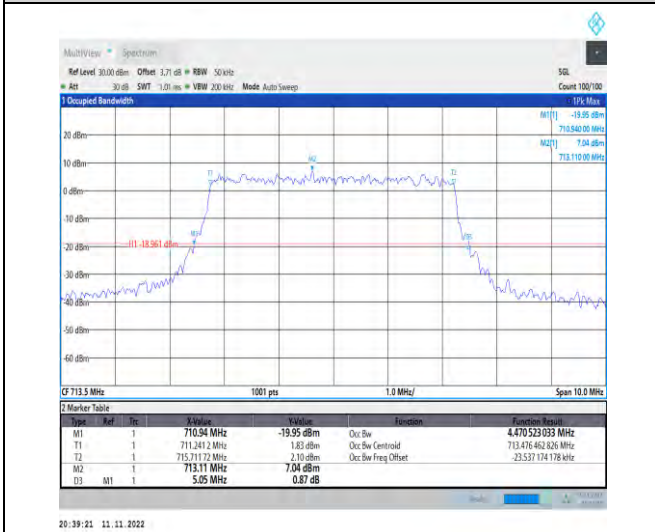 MultiView Spectrum
Ref Level 30.00 dBm Offset 3.71 dB RBW 50 kHz SGL
Att 30 dB SWT 1.01 ms VBW 200 kHz Mode Auto Sweep Count 100/100
1 Occupied Bandwidth 1Pk Max
M1[1] -19.95 dBm
710.940 00 MHz
20 dBm M2[1] 7.04 dBm
713.110 00 MHz
10 dBm
M2
T1 T2
0 dBm
-10 dBm
H1 -18.961 dBm
-20 dBm
-30 dBm
-40 dBm
-50 dBm
-60 dBm
CF 713.5 MHz 1001 pts 1.0 MHz/ Span 10.0 MHz
2 Marker Table
Type Ref Trc X-Value Y-Value Function Function Result
M1 1 710.94 MHz -19.95 dBm Occ Bw 4.470 523 033 MHz
T1 1 711.241 2 MHz 1.83 dBm Occ Bw Centroid 713.476 462 826 MHz
T2 1 715.711 72 MHz 2.10 dBm Occ Bw Freq Offset -23.537 174 178 kHz
M2 1 713.11 MHz 7.04 dBm
D3 M1 1 5.05 MHz 0.87 dB
20:39:21 11.11.2022